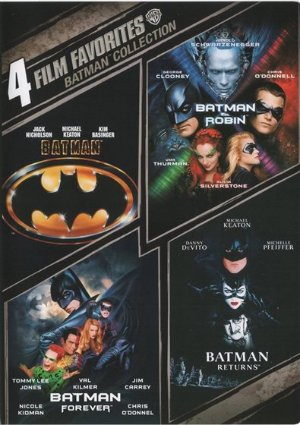 4 FILM FAVORITES
BATMAN COLLECTION
WB
JACK NICHOLSON
MICHAEL KEATON
KIM BASINGER
BATMAN
ARNOLD SCHWARZENEGGER
GEORGE CLOONEY
CHRIS O'DONNELL
BATMAN
&
ROBIN
UMA THURMAN
ALICIA SILVERSTONE
TOMMY LEE JONES
VAL KILMER
JIM CARREY
NICOLE KIDMAN
BATMAN
FOREVER
CHRIS O'DONNEL
MICHAEL KEATON
DANNY DEVITO
MICHELLE PFEIFFER
BATMAN
RETURNS